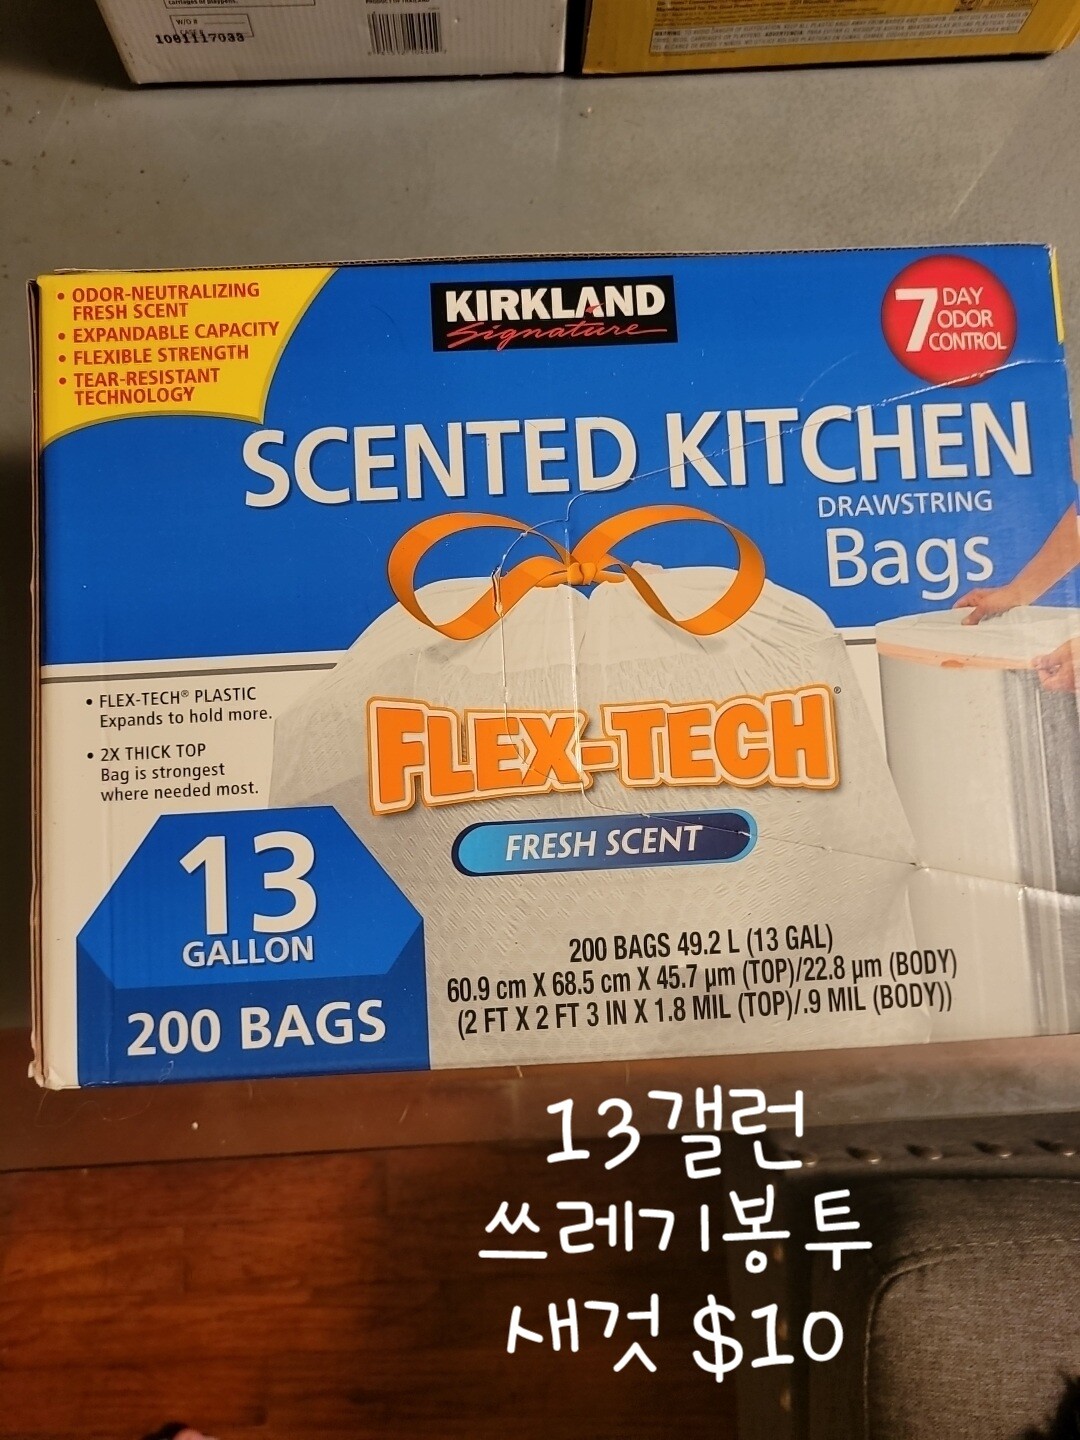 W/O #
1081117033
KIRKLAND
Signature
7 DAY
ODOR
CONTROL
• ODOR-NEUTRALIZING
FRESH SCENT
• EXPANDABLE CAPACITY
• FLEXIBLE STRENGTH
• TEAR-RESISTANT
TECHNOLOGY
SCENTED KITCHEN
DRAWSTRING
Bags
• FLEX-TECH® PLASTIC
Expands to hold more.
• 2X THICK TOP
Bag is strongest
where needed most.
FLEX-TECH®
FRESH SCENT
13
GALLON
200 BAGS
200 BAGS 49.2 L (13 GAL)
60.9 cm X 68.5 cm X 45.7 µm (TOP)/22.8 µm (BODY)
(2 FT X 2 FT 3 IN X 1.8 MIL (TOP)/.9 MIL (BODY))
13갤런
쓰레기봉투
새것 $10